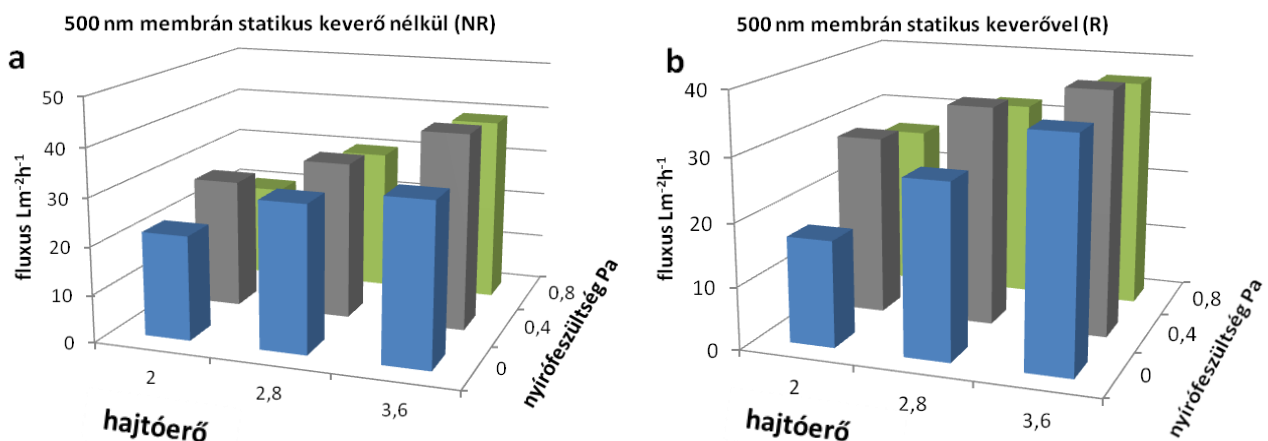 500 nm membrán statikus keverő nélkül (NR)
a
fluxus Lm⁻²h⁻¹
50
40
30
20
10
0
2
2,8
3,6
hajtóerő
0
0,4
0,8
nyírófeszültség Pa
500 nm membrán statikus keverővel (R)
b
fluxus Lm⁻²h⁻¹
40
30
20
10
0
2
2,8
3,6
hajtóerő
0
0,4
0,8
nyírófeszültség Pa